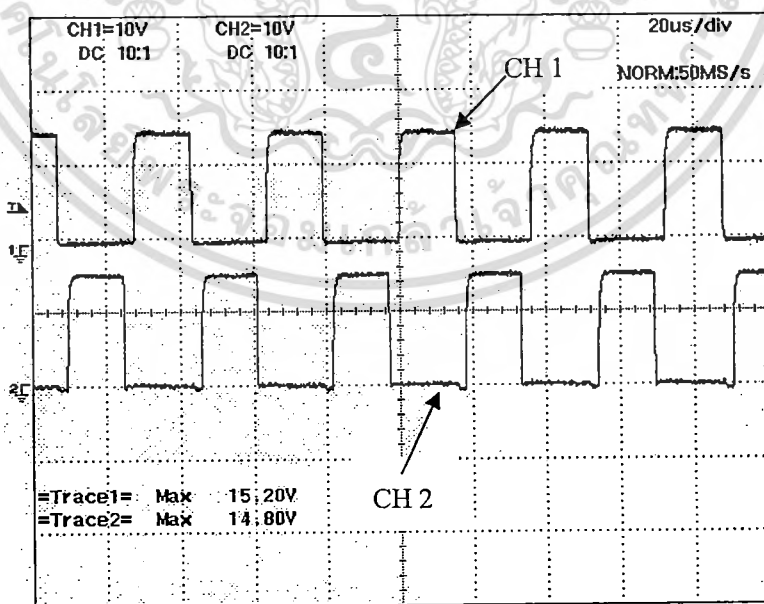 CH1=10V CH2=10V 20us/div
DC 10:1 DC 10:1
NORM:50MS/s
CH 1
T
1
2
=Trace1= Max 15.20V
=Trace2= Max 14.80V
CH 2